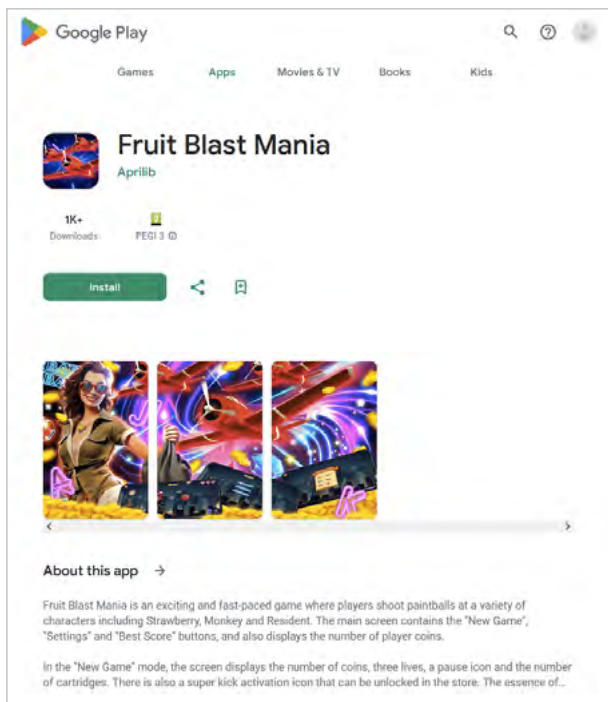 Google Play
Games Apps Movies & TV Books Kids
Fruit Blast Mania
Aprilib
1K+
Downloads
PEGI 3
Install
About this app
Fruit Blast Mania is an exciting and fast-paced game where players shoot paintballs at a variety of
characters including Strawberry, Monkey and Resident. The main screen contains the "New Game",
"Settings" and "Best Score" buttons, and also displays the number of player coins.
In the "New Game" mode, the screen displays the number of coins, three lives, a pause icon and the number
of cartridges. There is also a super kick activation icon that can be unlocked in the store. The essence of...